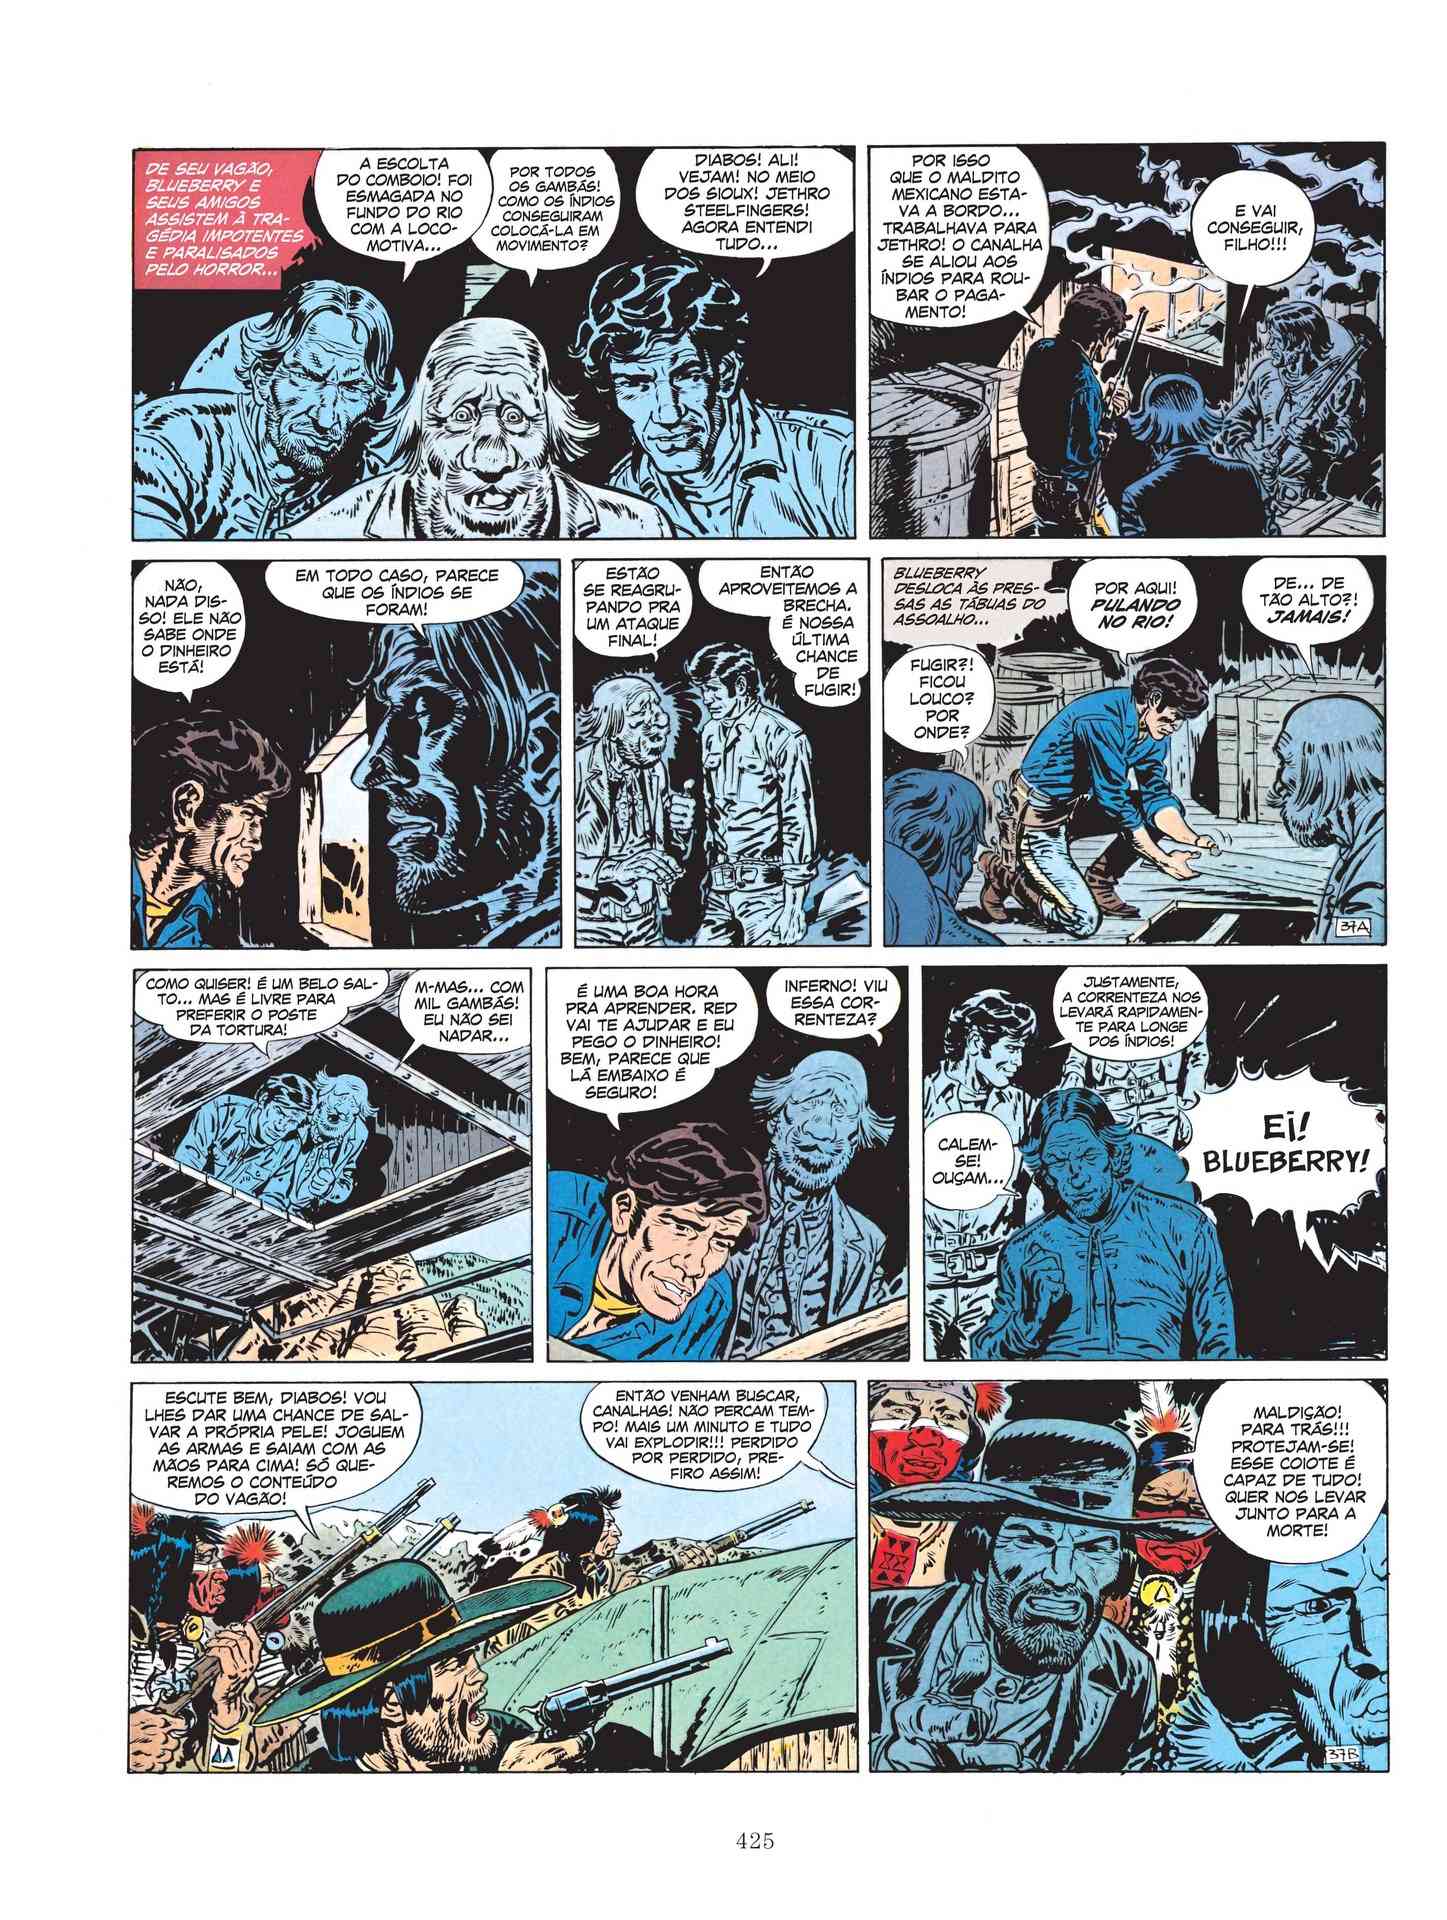 DE SEU VAGÃO,
BLUEBERRY E
SEUS AMIGOS
ASSISTEM À TRA-
GÉDIA IMPOTENTES
E PARALISADOS
PELO HORROR...
A ESCOLTA
DO COMBOIO! FOI
ESMAGADA NO
FUNDO DO RIO
COM A LOCO-
MOTIVA...
POR TODOS
OS GAMBÁS!
COMO OS ÍNDIOS
CONSEGUIRAM
COLOCÁ-LA EM
MOVIMENTO?
DIABOS! ALI!
VEJAM! NO MEIO
DOS SIOUX! JETHRO
STEELFINGERS!
AGORA ENTENDI
TUDO...
POR ISSO
QUE O MALDITO
MEXICANO ESTA-
VA A BORDO...
TRABALHAVA PARA
JETHRO! O CANALHA
SE ALIOU AOS
ÍNDIOS PARA ROU-
BAR O PAGA-
MENTO!
E VAI
CONSEGUIR,
FILHO!!!
NÃO,
NADA DIS-
SO! ELE NÃO
SABE ONDE
O DINHEIRO
ESTÁ!
EM TODO CASO, PARECE
QUE OS ÍNDIOS SE
FORAM!
ESTÃO
SE REAGRU-
PANDO PRA
UM ATAQUE
FINAL!
ENTÃO
APROVEITEMOS A
BRECHA.
É NOSSA
ÚLTIMA
CHANCE
DE
FUGIR!
BLUEBERRY
DESLOCA ÀS PRES-
SAS AS TÁBUAS DO
ASSOALHO...
FUGIR?!
FICOU
LOUCO?
POR
ONDE?
POR AQUI!
PULANDO
NO RIO!
DE... DE
TÃO ALTO?!
JAMAIS!
37A
COMO QUISER! É UM BELO SAL-
TO... MAS É LIVRE PARA
PREFERIR O POSTE
DA TORTURA!
M-MAS... COM
MIL GAMBÁS!
EU NÃO SEI
NADAR...
É UMA BOA HORA
PRA APRENDER. RED
VAI TE AJUDAR E EU
PEGO O DINHEIRO!
BEM, PARECE QUE
LÁ EMBAIXO É
SEGURO!
INFERNO! VIU
ESSA COR-
RENTEZA?
JUSTAMENTE,
A CORRENTEZA NOS
LEVARÁ RAPIDAMEN-
TE PARA LONGE
DOS ÍNDIOS!
CALEM-
SE!
OUÇAM...
EI!
BLUEBERRY!
ESCUTE BEM, DIABOS! VOU
LHES DAR UMA CHANCE DE SAL-
VAR A PRÓPRIA PELE! JOGUEM
AS ARMAS E SAIAM COM AS
MÃOS PARA CIMA! SÓ QUE-
REMOS O CONTEÚDO
DO VAGÃO!
ENTÃO VENHAM BUSCAR,
CANALHAS! NÃO PERCAM TEM-
PO! MAIS UM MINUTO E TUDO
VAI EXPLODIR!!! PERDIDO
POR PERDIDO, PRE-
FIRO ASSIM!
MALDIÇÃO!
PARA TRÁS!!!
PROTEJAM-SE!
ESSE COIOTE É
CAPAZ DE TUDO!
QUER NOS LEVAR
JUNTO PARA A
MORTE!
37B
425